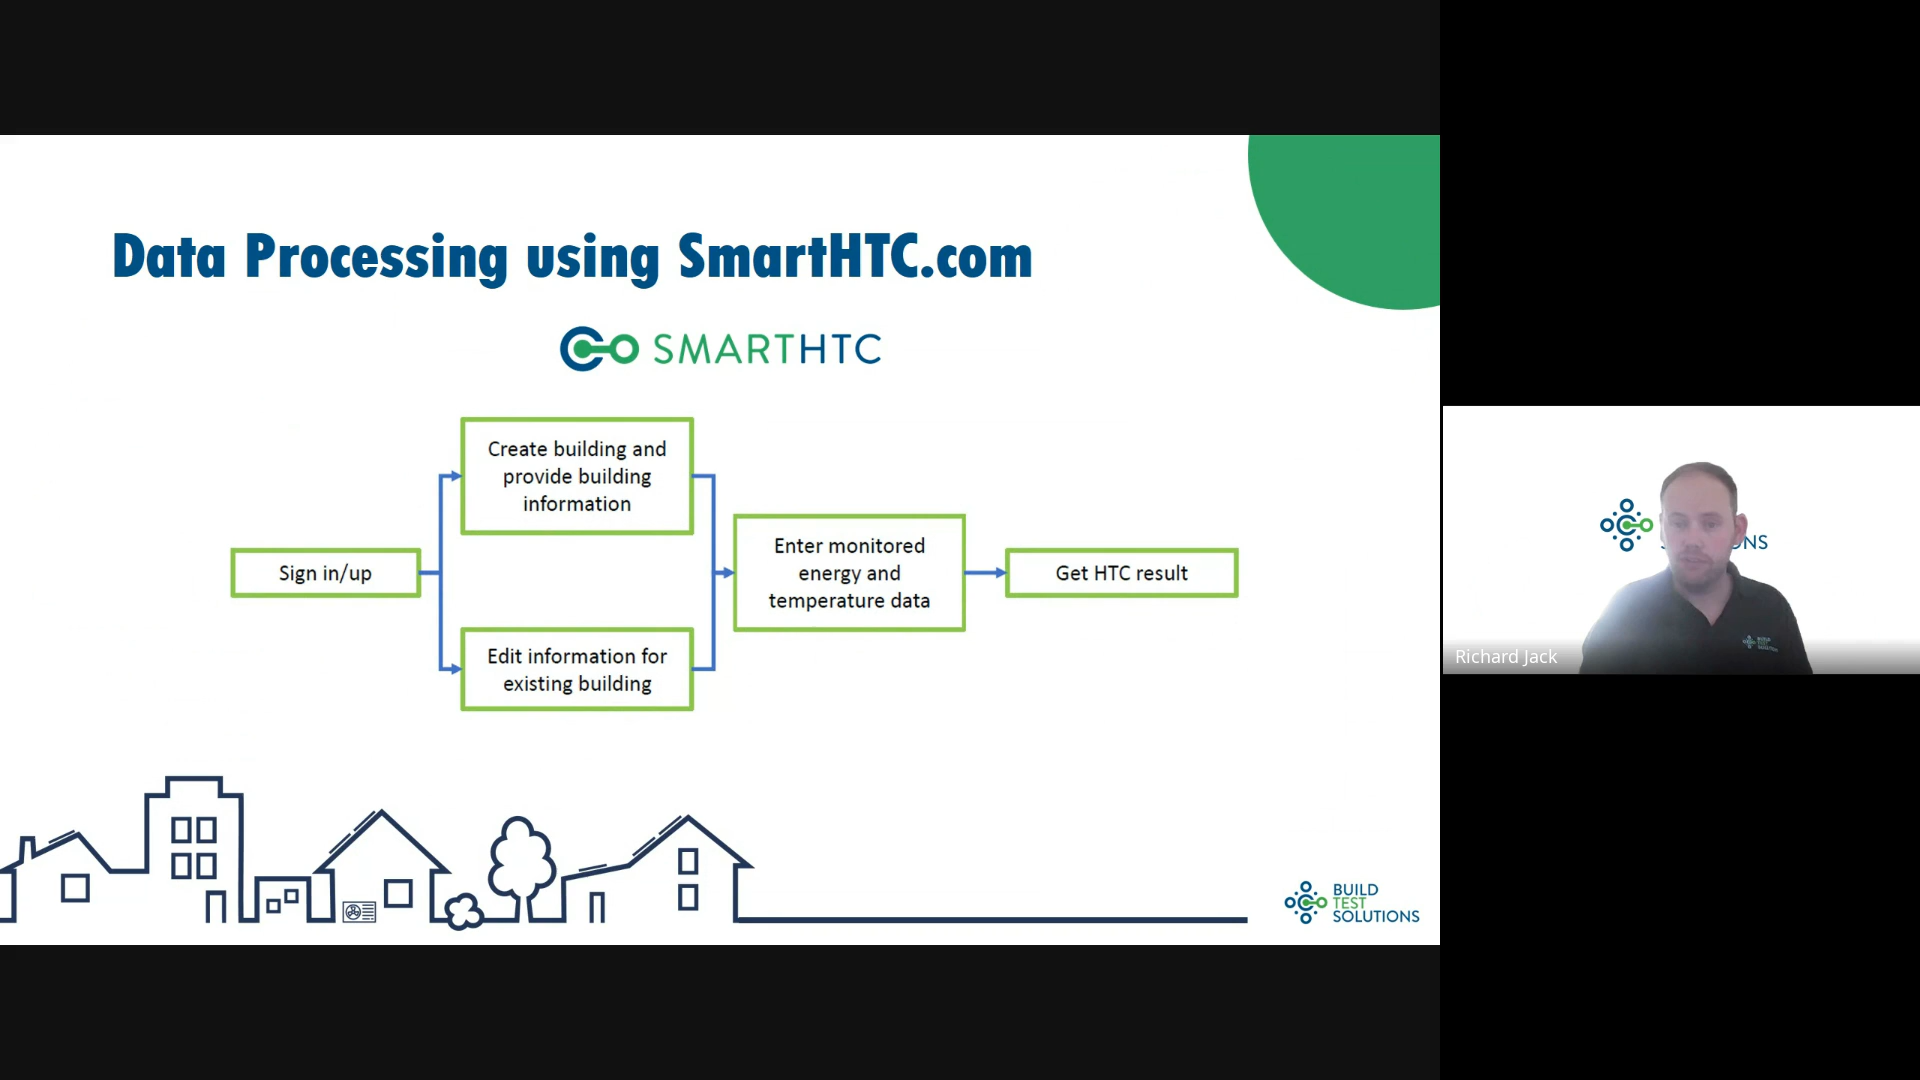 Data Processing using SmartHTC.com
SMARTHTC
Create building and
provide building
information
Sign in/up
Edit information for
existing building
Enter monitored
energy and
temperature data
Get HTC result
BUILD
TEST
SOLUTIONS
Richard Jack